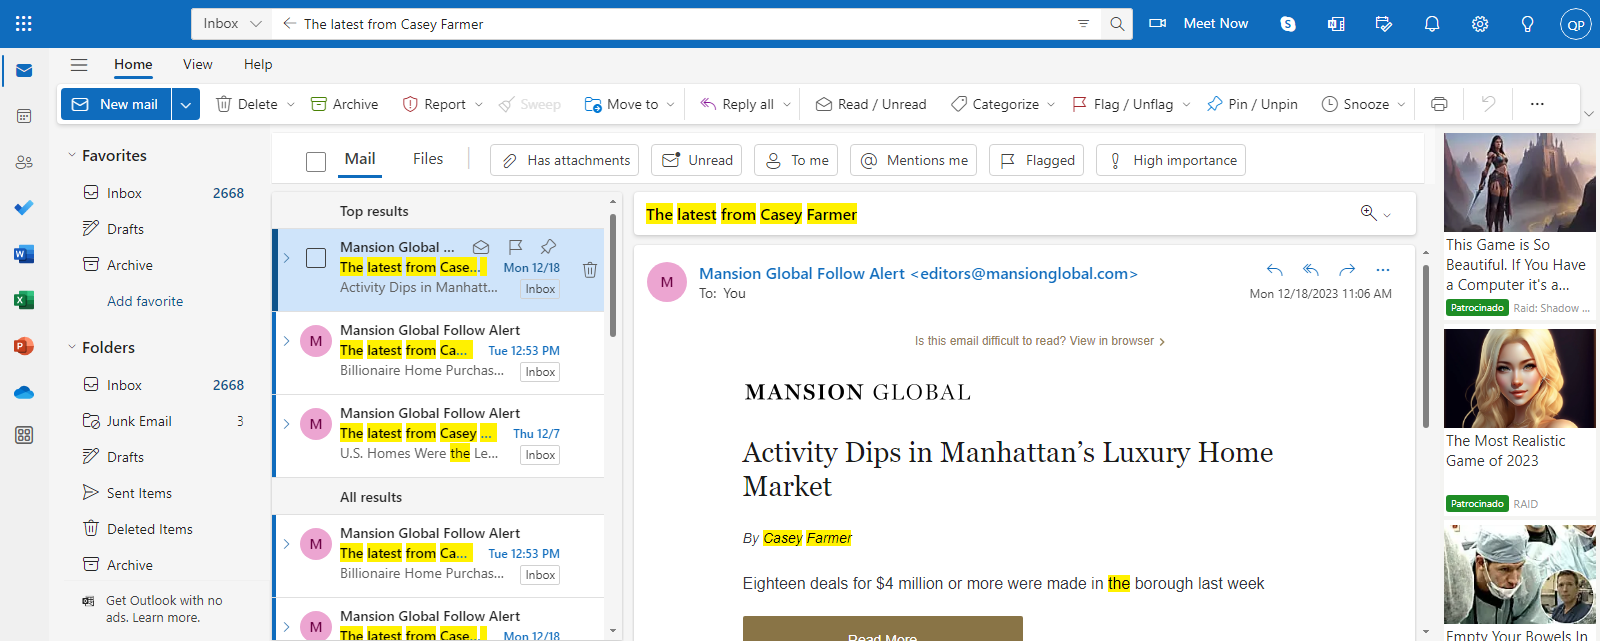 Inbox
The latest from Casey Farmer
Meet Now
QP
Home View Help
New mail Delete Archive Report Sweep Move to Reply all Read / Unread Categorize Flag / Unflag Pin / Unpin Snooze
Favorites
Inbox 2668
Drafts
Archive
Add favorite
Folders
Inbox 2668
Junk Email 3
Drafts
Sent Items
Deleted Items
Archive
Get Outlook with no
ads. Learn more.
Mail Files Has attachments Unread To me Mentions me Flagged High importance
Top results
Mansion Global ...
The latest from Case... Mon 12/18
Activity Dips in Manhatt... Inbox
M
Mansion Global Follow Alert
The latest from Ca... Tue 12:53 PM
Billionaire Home Purchas... Inbox
M
Mansion Global Follow Alert
The latest from Casey ... Thu 12/7
U.S. Homes Were the Le... Inbox
All results
M
Mansion Global Follow Alert
The latest from Ca... Tue 12:53 PM
Billionaire Home Purchas... Inbox
M
Mansion Global Follow Alert
The latest from Case... Mon 12/18
The latest from Casey Farmer
M
Mansion Global Follow Alert <editors@mansionglobal.com>
To: You
Mon 12/18/2023 11:06 AM
Is this email difficult to read? View in browser >
MANSION GLOBAL
Activity Dips in Manhattan’s Luxury Home
Market
By Casey Farmer
Eighteen deals for $4 million or more were made in the borough last week
Read More
This Game is So
Beautiful. If You Have
a Computer it's a...
Patrocinado Raid: Shadow ...
The Most Realistic
Game of 2023
Patrocinado RAID
Empty Your Bowels In